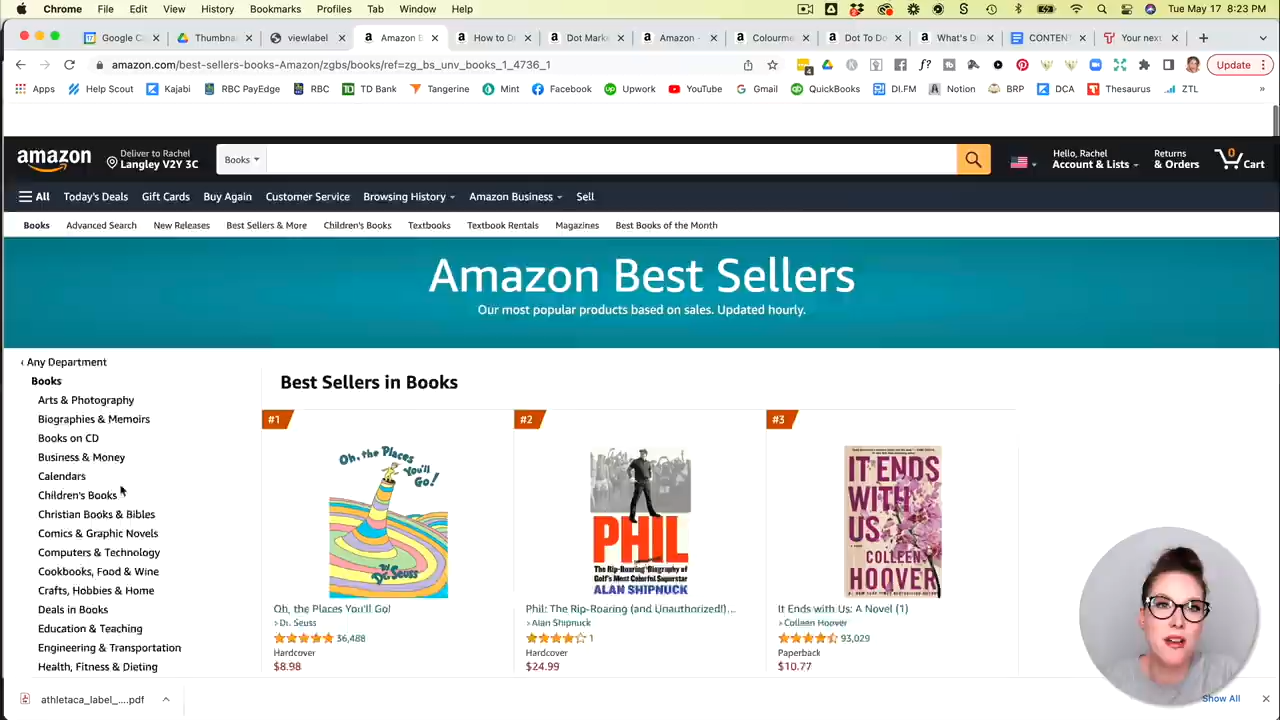 Chrome File Edit View History Bookmarks Profiles Tab Window Help Tue May 17 8:23 PM
Google C Thumbna viewlabel Amazon B How to D Dot Mark Amazon - Colourme Dot To Do What's D CONTENT Your next
amazon.com/best-sellers-books-Amazon/zgbs/books/ref=zg_bs_unv_books_1_4736_1 4 f? Update
Apps Help Scout Kajabi RBC PayEdge RBC TD Bank Tangerine Mint Facebook Upwork YouTube Gmail QuickBooks DI.FM Notion BRP DCA Thesaurus ZTL »
amazon Deliver to Rachel Books Hello, Rachel Returns 0
Langley V2Y 3C Account & Lists & Orders Cart
All Today's Deals Gift Cards Buy Again Customer Service Browsing History Amazon Business Sell
Books Advanced Search New Releases Best Sellers & More Children's Books Textbooks Textbook Rentals Magazines Best Books of the Month
Amazon Best Sellers
Our most popular products based on sales. Updated hourly.
‹ Any Department
Books
Arts & Photography
Biographies & Memoirs
Books on CD
Business & Money
Calendars
Children's Books
Christian Books & Bibles
Comics & Graphic Novels
Computers & Technology
Cookbooks, Food & Wine
Crafts, Hobbies & Home
Deals in Books
Education & Teaching
Engineering & Transportation
Health, Fitness & Dieting
Best Sellers in Books
#1
Oh, the Places
You'll
Go!
By Dr. Seuss
Oh, the Places You'll Go!
› Dr. Seuss
36,488
Hardcover
$8.98
#2
PHIL
The Rip-Roaring Biography of
Golf's Most Colorful Superstar
ALAN SHIPNUCK
Phil: The Rip-Roaring (and Unauthorized!)...
› Alan Shipnuck
1
Hardcover
$24.99
#3
IT ENDS
WITH
US
COLLEEN
HOOVER
It Ends with Us: A Novel (1)
› Colleen Hoover
93,029
Paperback
$10.77
athletaca_label_....pdf Show All